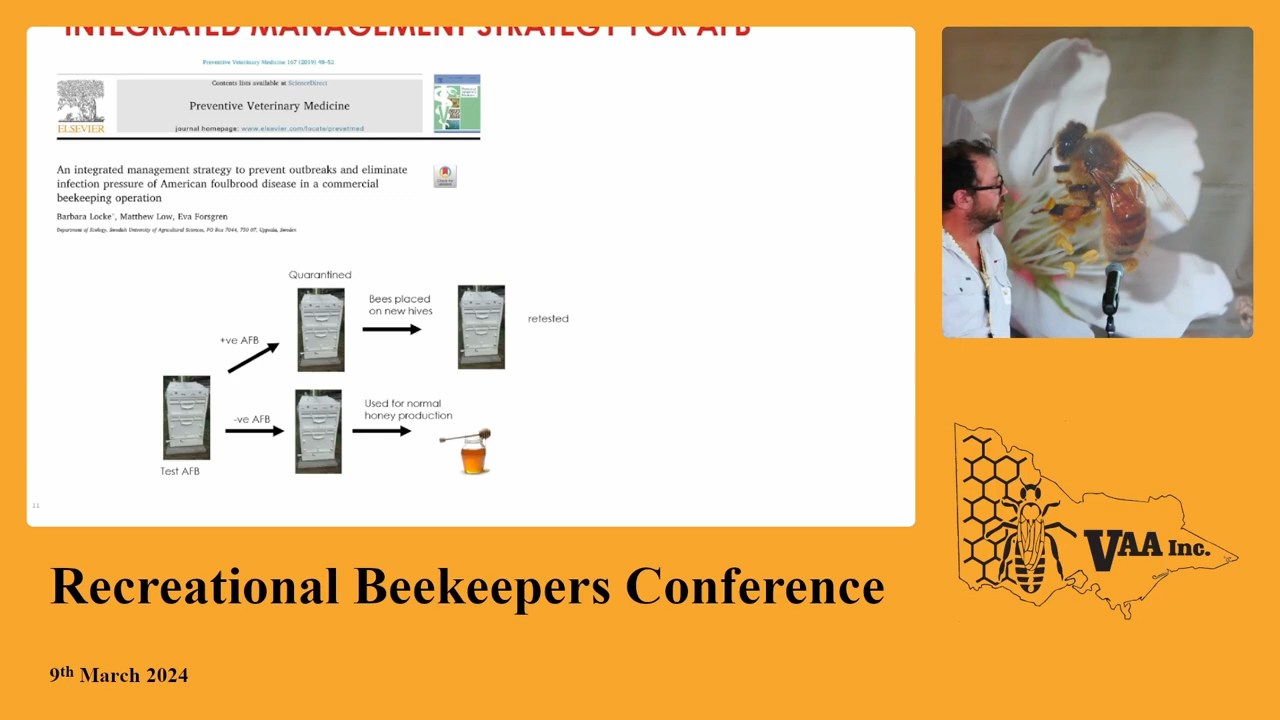 INTEGRATED MANAGEMENT STRATEGY FOR AFB
Preventive Veterinary Medicine 167 (2019) 48–52
Contents lists available at ScienceDirect
Preventive Veterinary Medicine
journal homepage: www.elsevier.com/locate/prevetmed
ELSEVIER
An integrated management strategy to prevent outbreaks and eliminate
infection pressure of American foulbrood disease in a commercial
beekeeping operation
Barbara Locke*, Matthew Low, Eva Forsgren
Department of Ecology, Swedish University of Agricultural Sciences, PO Box 7044, 750 07, Uppsala, Sweden
Quarantined
Bees placed
on new hives
retested
+ve AFB
-ve AFB
Used for normal
honey production
Test AFB
11
Recreational Beekeepers Conference
9th March 2024
VAA Inc.